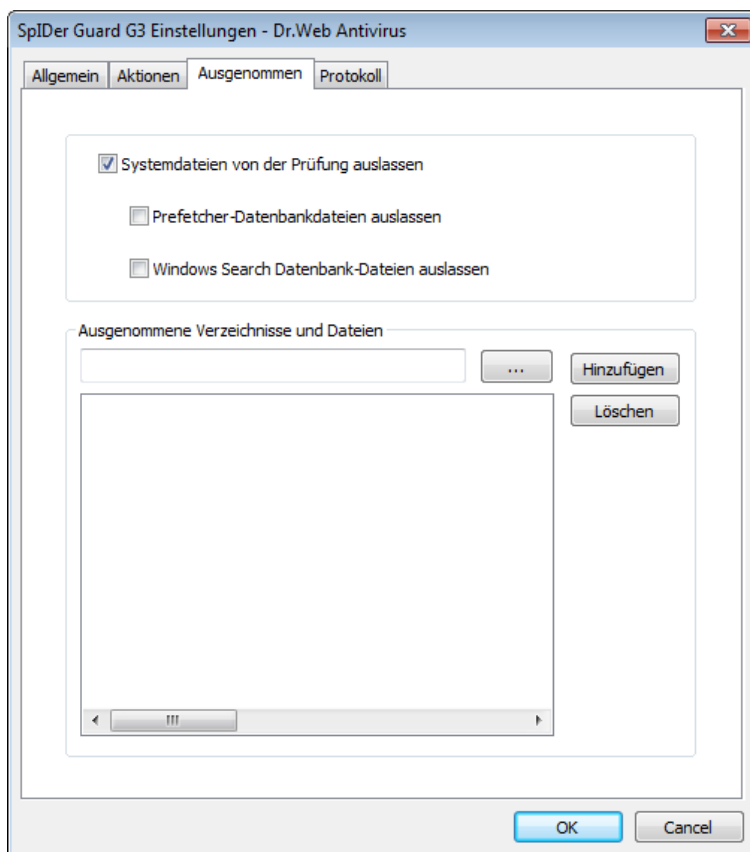 SpIDer Guard G3 Einstellungen - Dr.Web Antivirus
Allgemein Aktionen Ausgenommen Protokoll
Systemdateien von der Prüfung auslassen
Prefetcher-Datenbankdateien auslassen
Windows Search Datenbank-Dateien auslassen
Ausgenommene Verzeichnisse und Dateien
... Hinzufügen
Löschen
OK Cancel